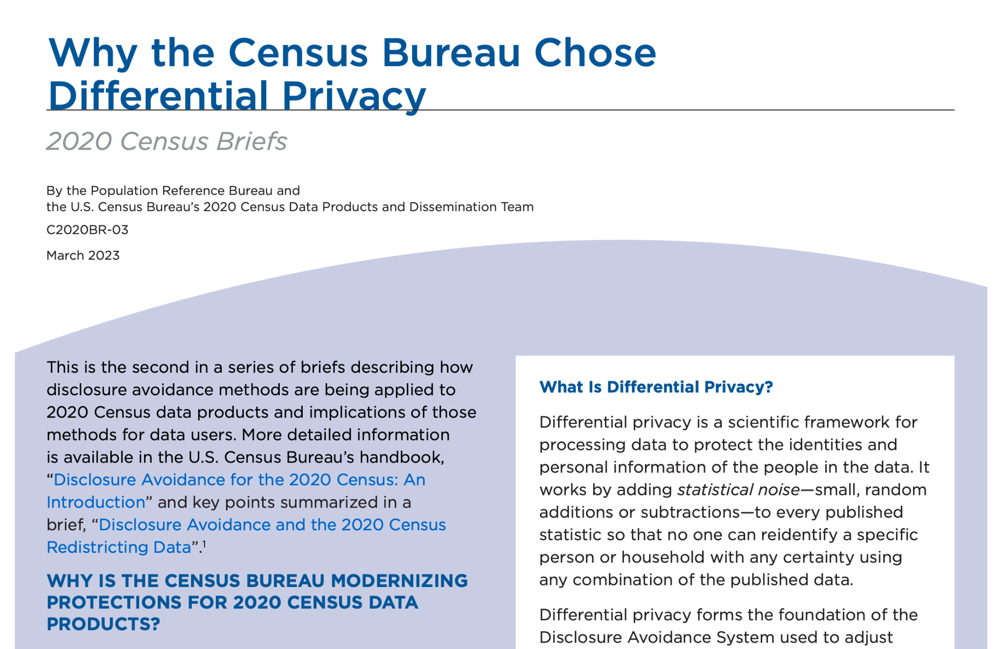 Why the Census Bureau Chose
Differential Privacy
2020 Census Briefs
By the Population Reference Bureau and
the U.S. Census Bureau’s 2020 Census Data Products and Dissemination Team
C2020BR-03
March 2023
This is the second in a series of briefs describing how
disclosure avoidance methods are being applied to
2020 Census data products and implications of those
methods for data users. More detailed information
is available in the U.S. Census Bureau’s handbook,
“Disclosure Avoidance for the 2020 Census: An
Introduction” and key points summarized in a
brief, “Disclosure Avoidance and the 2020 Census
Redistricting Data”.¹
WHY IS THE CENSUS BUREAU MODERNIZING
PROTECTIONS FOR 2020 CENSUS DATA
PRODUCTS?
What Is Differential Privacy?
Differential privacy is a scientific framework for
processing data to protect the identities and
personal information of the people in the data. It
works by adding statistical noise—small, random
additions or subtractions—to every published
statistic so that no one can reidentify a specific
person or household with any certainty using
any combination of the published data.
Differential privacy forms the foundation of the
Disclosure Avoidance System used to adjust